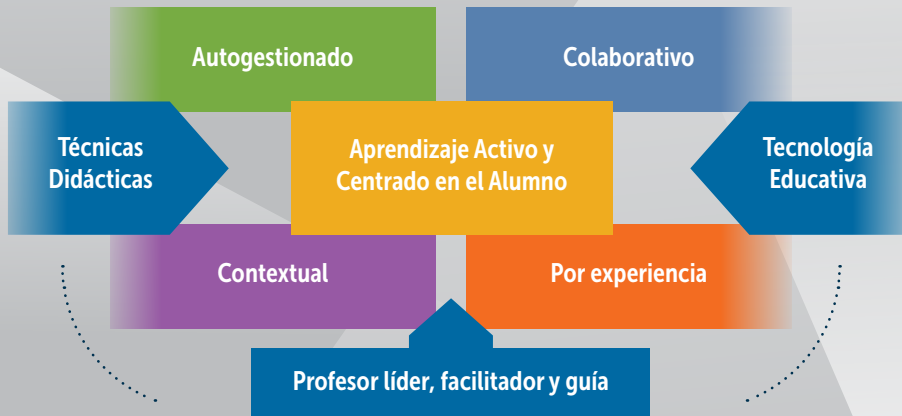 Autogestionado
Colaborativo
Técnicas
Didácticas
Aprendizaje Activo y
Centrado en el Alumno
Tecnología
Educativa
Contextual
Por experiencia
Profesor líder, facilitador y guía